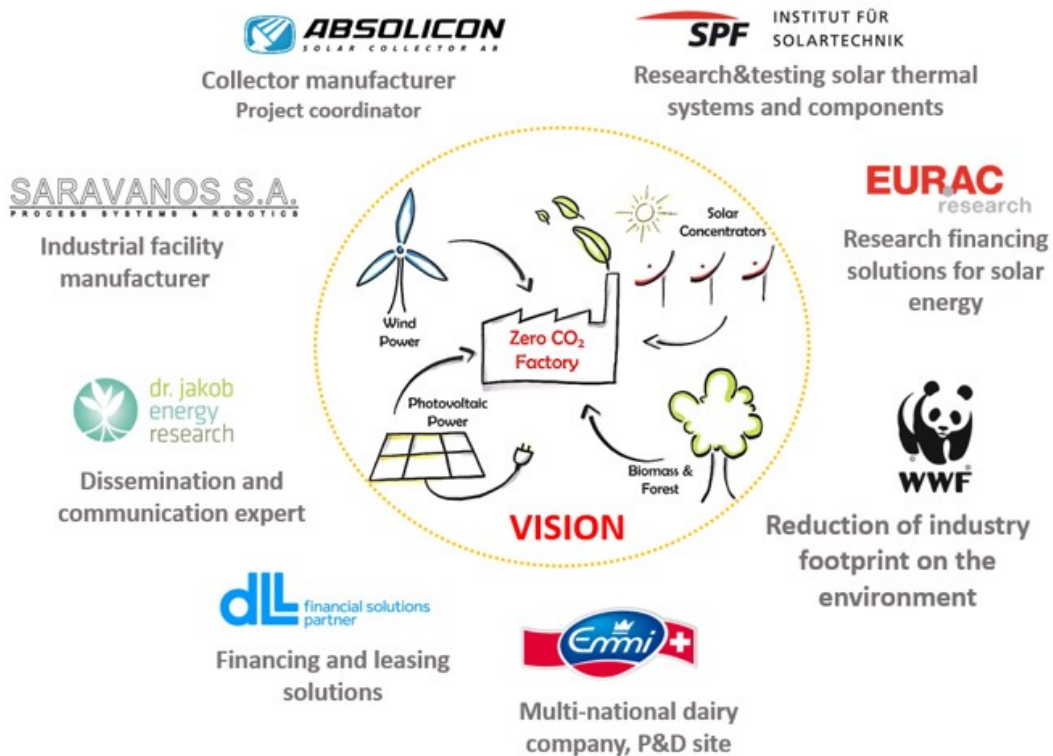 ABSOLICON
SOLAR COLLECTOR AB
Collector manufacturer
Project coordinator
SPF
INSTITUT FÜR
SOLARTECHNIK
Research&testing solar thermal
systems and components
SARAVANOS S.A.
PROCESS SYSTEMS & ROBOTICS
Industrial facility
manufacturer
EURAC
research
Research financing
solutions for solar
energy
Wind
Power
Solar
Concentrators
Zero CO₂
Factory
Photovoltaic
Power
Biomass &
Forest
VISION
dr. jakob
energy
research
Dissemination and
communication expert
®
WWF
®
Reduction of industry
footprint on the
environment
dLL
financial solutions
partner
Financing and leasing
solutions
Emmi
Multi-national dairy
company, P&D site